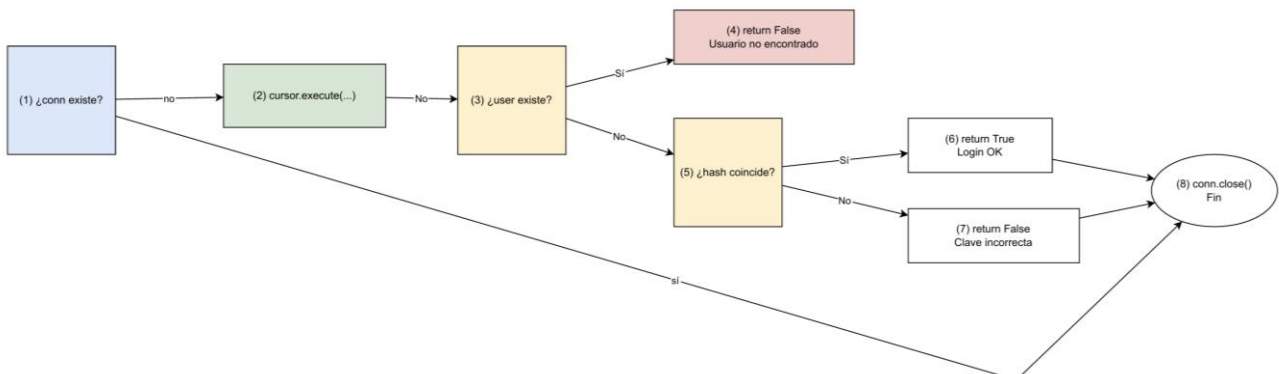 (1) ¿conn existe?
no
(2) cursor.execute(...)
No
(3) ¿user existe?
Sí
(4) return False
Usuario no encontrado
No
(5) ¿hash coincide?
Sí
(6) return True
Login OK
No
(7) return False
Clave incorrecta
(8) conn.close()
Fin
sí